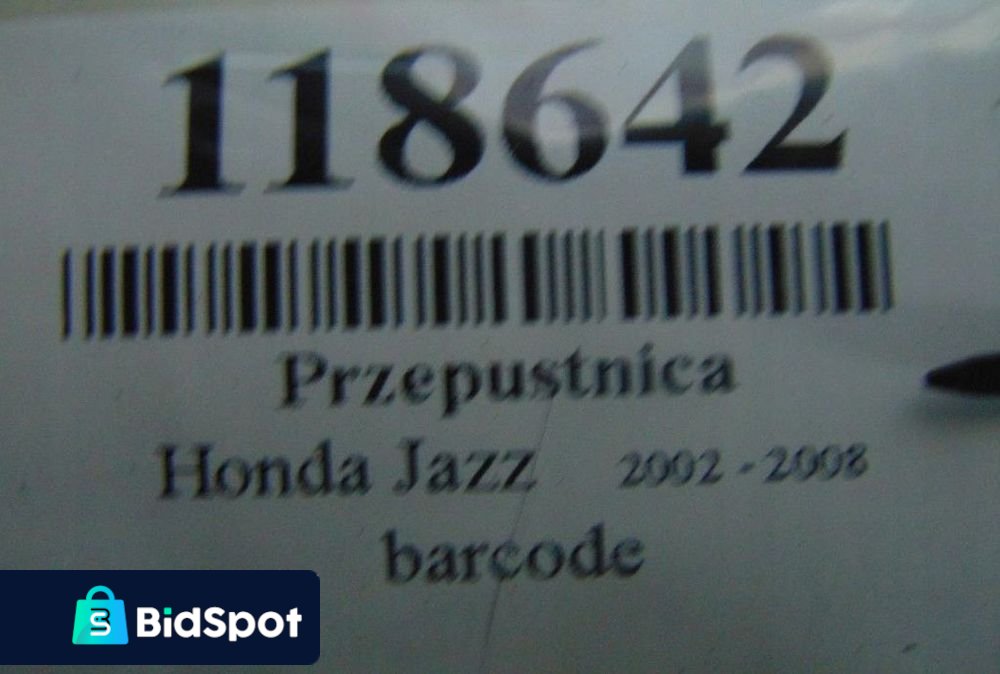 118642
Przepustnica
Honda Jazz 2002 - 2008
barcode
BidSpot